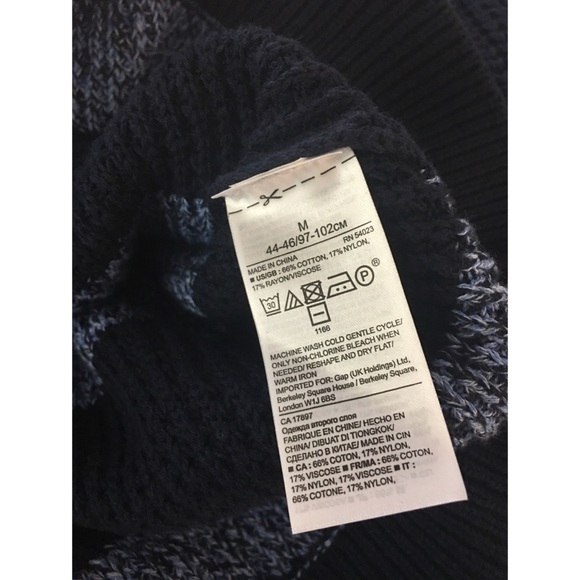 M
44-46/97-102CM
MADE IN CHINA RN 54023
■ US/GB : 66% COTTON, 17% NYLON,
17% RAYON/VISCOSE
30 P ®
1166
MACHINE WASH COLD GENTLE CYCLE/
ONLY NON-CHLORINE BLEACH WHEN
NEEDED/ RESHAPE AND DRY FLAT/
WARM IRON
IMPORTED FOR: Gap (UK Holdings) Ltd,
Berkeley Square House / Berkeley Square,
London W1J 6BS
CA 17897
Одежда второго слоя
FABRIQUE EN CHINE/ HECHO EN
CHINA/ DIBUAT DI TIONGKOK/
СДЕЛАНО В КИТАЕ/ MADE IN CIN
■ CA : 66% COTON, 17% NYLON,
17% VISCOSE ■ FR/MA : 66% COTON,
17% NYLON, 17% VISCOSE ■ IT :
66% COTONE, 17% NYLON,